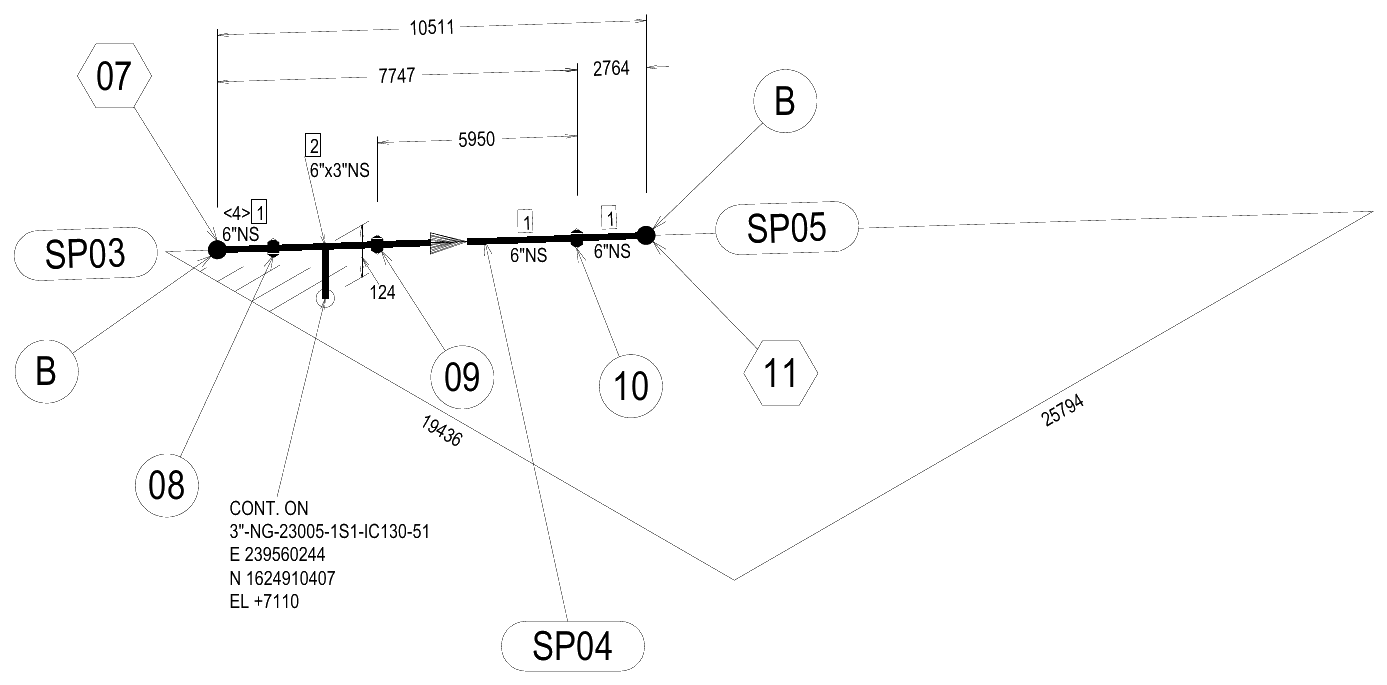 10511
7747
2764
07
B
5950
2
6"x3"NS
<4> 1
6"NS
1
6"NS
1
6"NS
SP03
SP05
124
B
09
10
11
19436
25794
08
CONT. ON
3"-NG-23005-1S1-IC130-51
E 239560244
N 1624910407
EL +7110
SP04